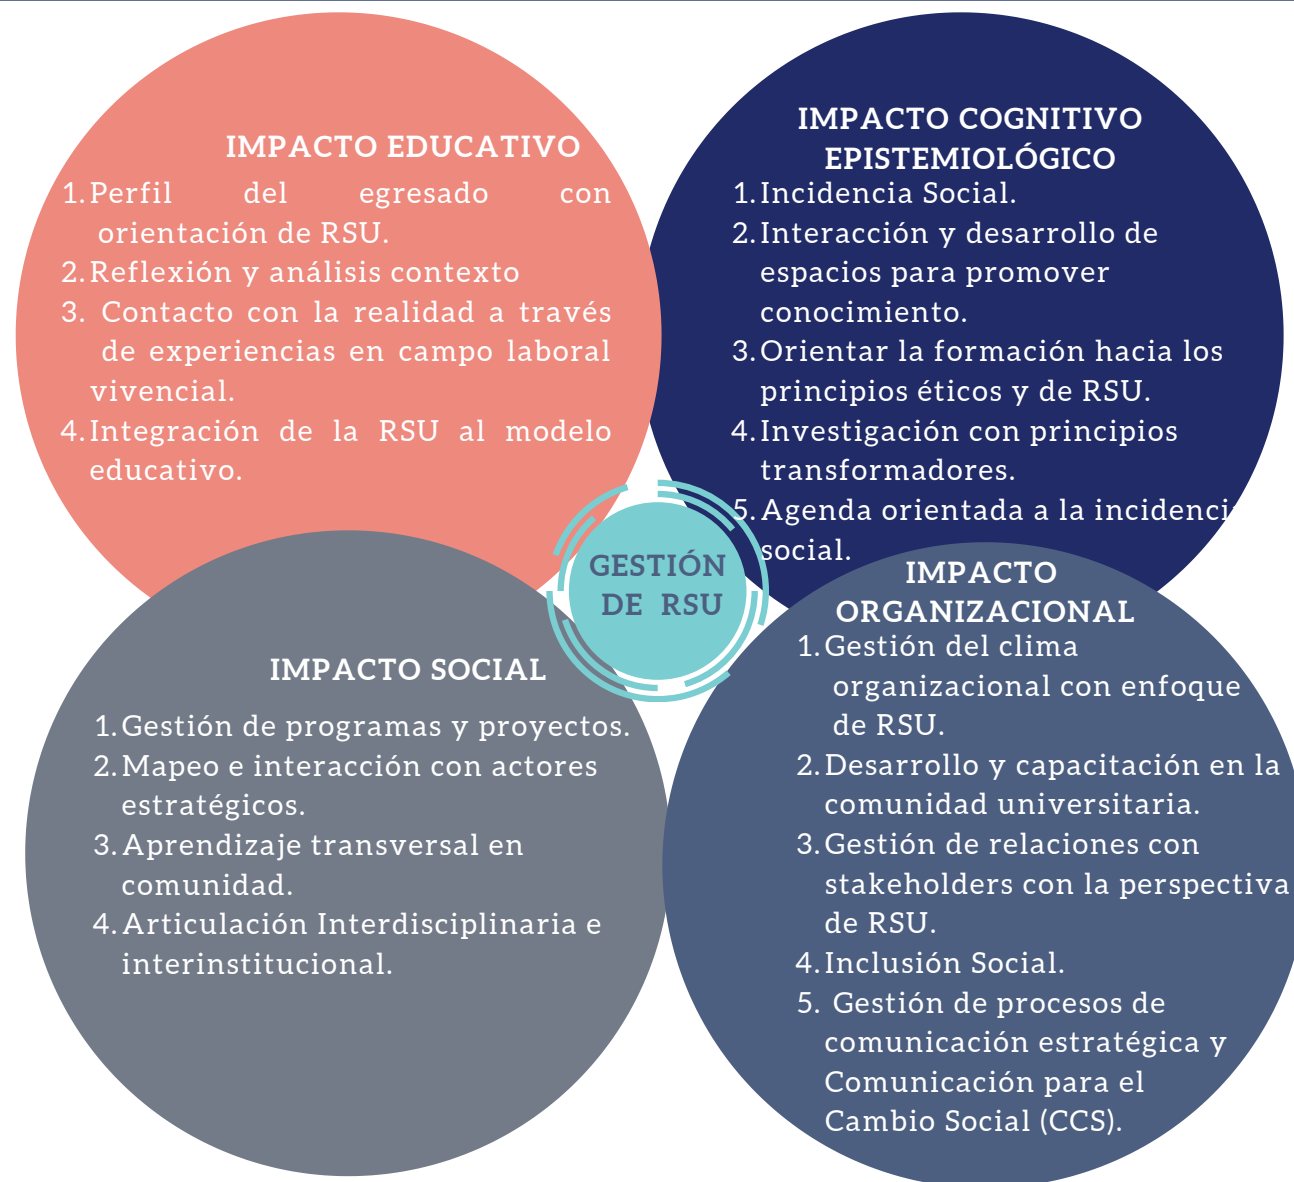 IMPACTO EDUCATIVO
1. Perfil del egresado con
orientación de RSU.
2. Reflexión y análisis contexto
3. Contacto con la realidad a través
de experiencias en campo laboral
vivencial.
4. Integración de la RSU al modelo
educativo.
IMPACTO COGNITIVO
EPISTEMIOLÓGICO
1. Incidencia Social.
2. Interacción y desarrollo de
espacios para promover
conocimiento.
3. Orientar la formación hacia los
principios éticos y de RSU.
4. Investigación con principios
transformadores.
5. Agenda orientada a la incidencia
social.
GESTIÓN
DE RSU
IMPACTO SOCIAL
1. Gestión de programas y proyectos.
2. Mapeo e interacción con actores
estratégicos.
3. Aprendizaje transversal en
comunidad.
4. Articulación Interdisciplinaria e
interinstitucional.
IMPACTO
ORGANIZACIONAL
1. Gestión del clima
organizacional con enfoque
de RSU.
2. Desarrollo y capacitación en la
comunidad universitaria.
3. Gestión de relaciones con
stakeholders con la perspectiva
de RSU.
4. Inclusión Social.
5. Gestión de procesos de
comunicación estratégica y
Comunicación para el
Cambio Social (CCS).